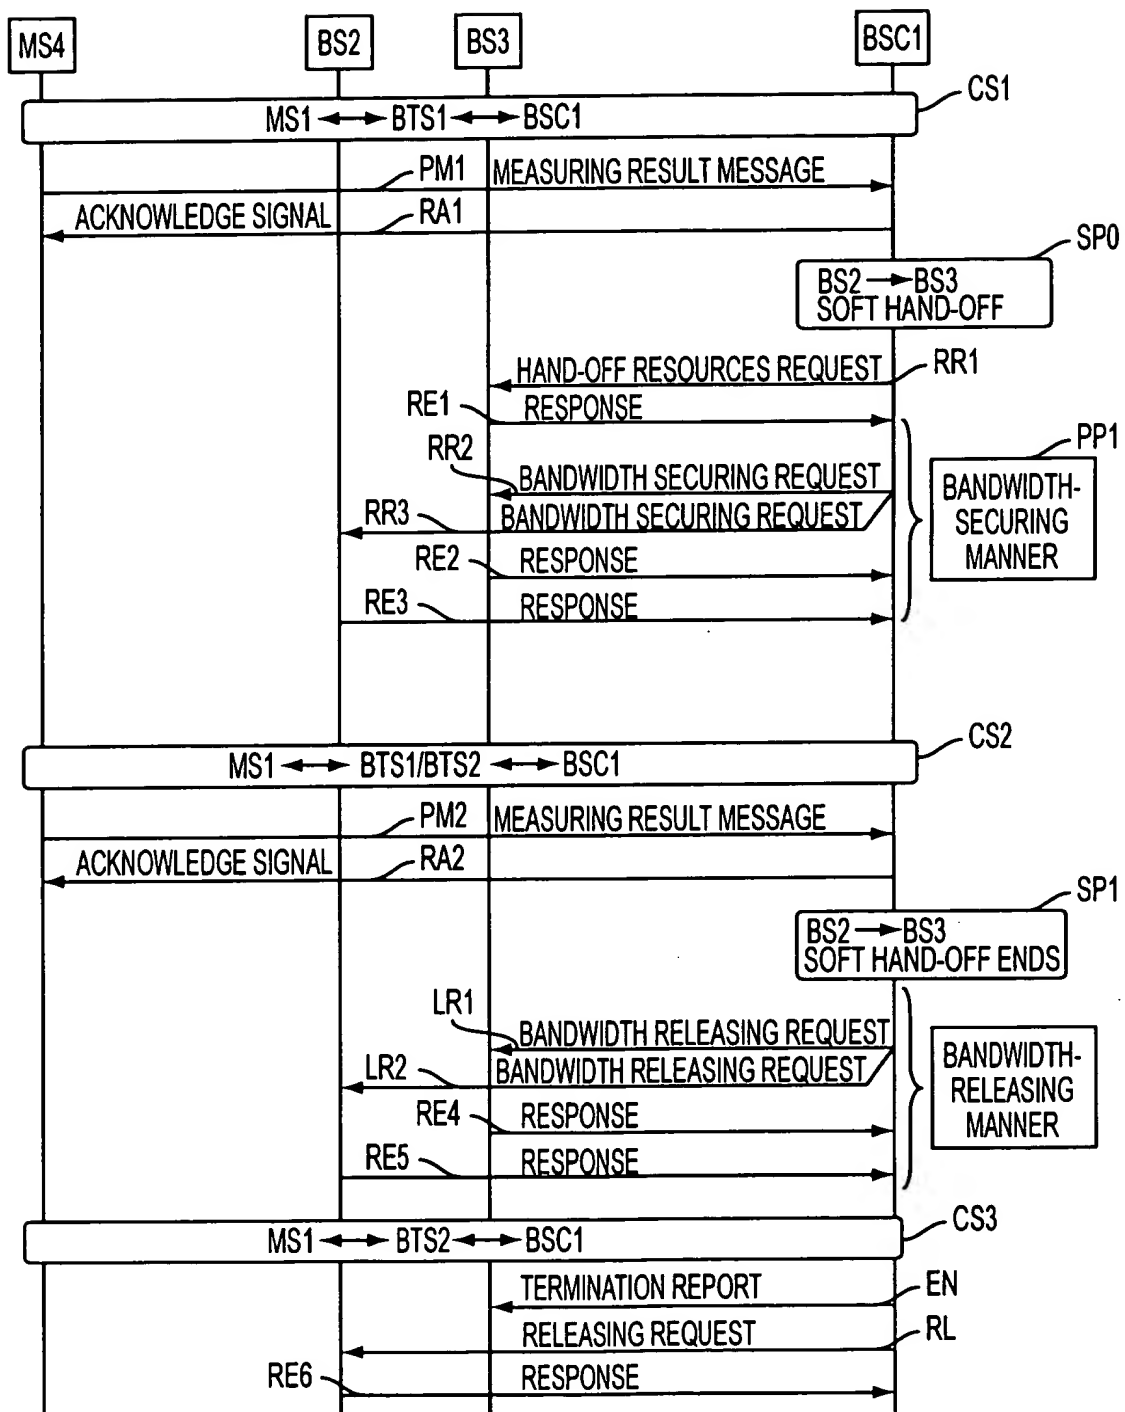 MS4 BS2 BS3 BSC1
CS1
MS1 ↔ BTS1 ↔ BSC1
PM1 MEASURING RESULT MESSAGE
ACKNOWLEDGE SIGNAL RA1
SP0
BS2 → BS3
SOFT HAND-OFF
HAND-OFF RESOURCES REQUEST RR1
RE1 RESPONSE
PP1
RR2 BANDWIDTH SECURING REQUEST
RR3 BANDWIDTH SECURING REQUEST
BANDWIDTH-
SECURING
MANNER
RE2 RESPONSE
RE3 RESPONSE
CS2
MS1 ↔ BTS1/BTS2 ↔ BSC1
PM2 MEASURING RESULT MESSAGE
ACKNOWLEDGE SIGNAL RA2
SP1
BS2 → BS3
SOFT HAND-OFF ENDS
LR1 BANDWIDTH RELEASING REQUEST
LR2 BANDWIDTH RELEASING REQUEST
BANDWIDTH-
RELEASING
MANNER
RE4 RESPONSE
RE5 RESPONSE
CS3
MS1 ↔ BTS2 ↔ BSC1
TERMINATION REPORT EN
RELEASING REQUEST RL
RE6 RESPONSE